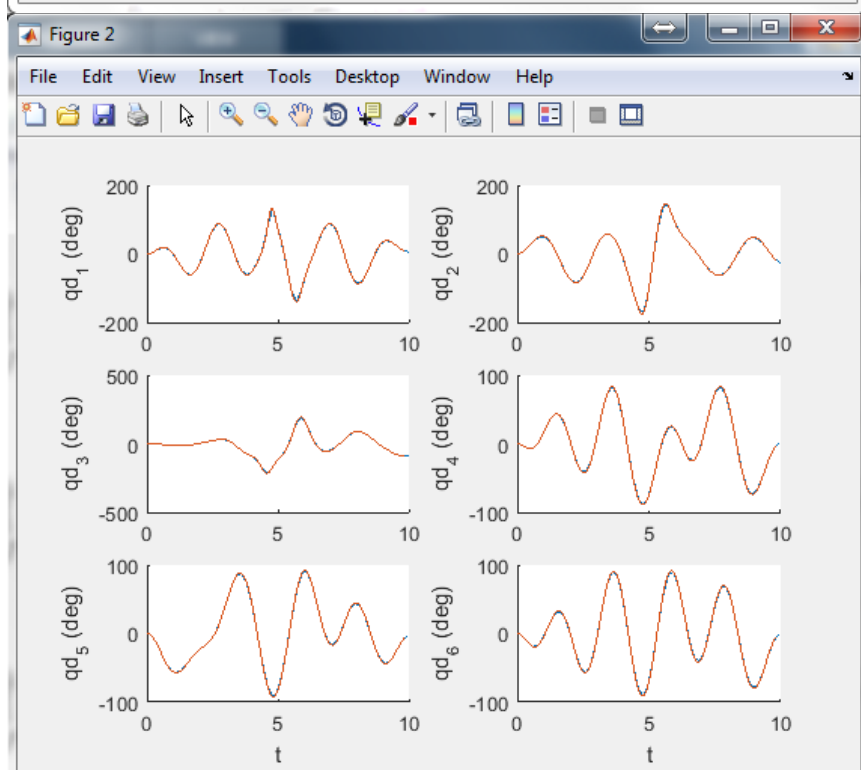 Figure 2
File Edit View Insert Tools Desktop Window Help
200
0
-200
qd1 (deg)
0 5 10
200
0
-200
qd2 (deg)
0 5 10
500
0
-500
qd3 (deg)
0 5 10
100
0
-100
qd4 (deg)
0 5 10
100
0
-100
qd5 (deg)
0 5 10
t
100
0
-100
qd6 (deg)
0 5 10
t